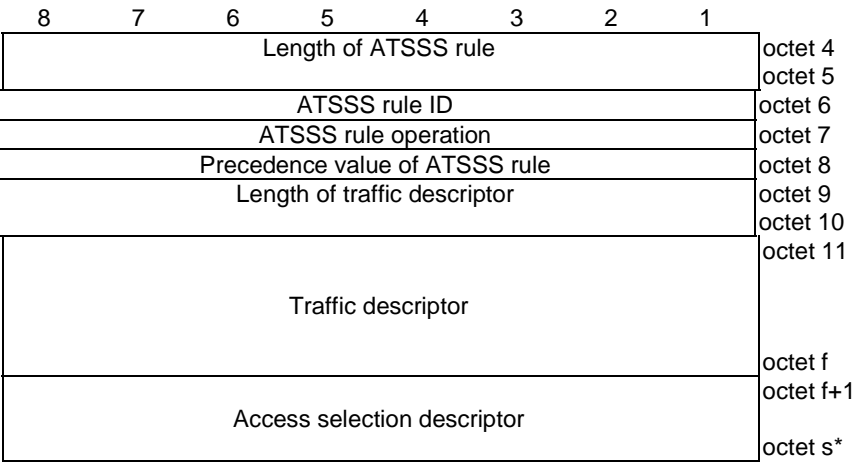 8 7 6 5 4 3 2 1
Length of ATSSS rule octet 4
octet 5
ATSSS rule ID octet 6
ATSSS rule operation octet 7
Precedence value of ATSSS rule octet 8
Length of traffic descriptor octet 9
octet 10
octet 11
Traffic descriptor
octet f
octet f+1
Access selection descriptor
octet s*